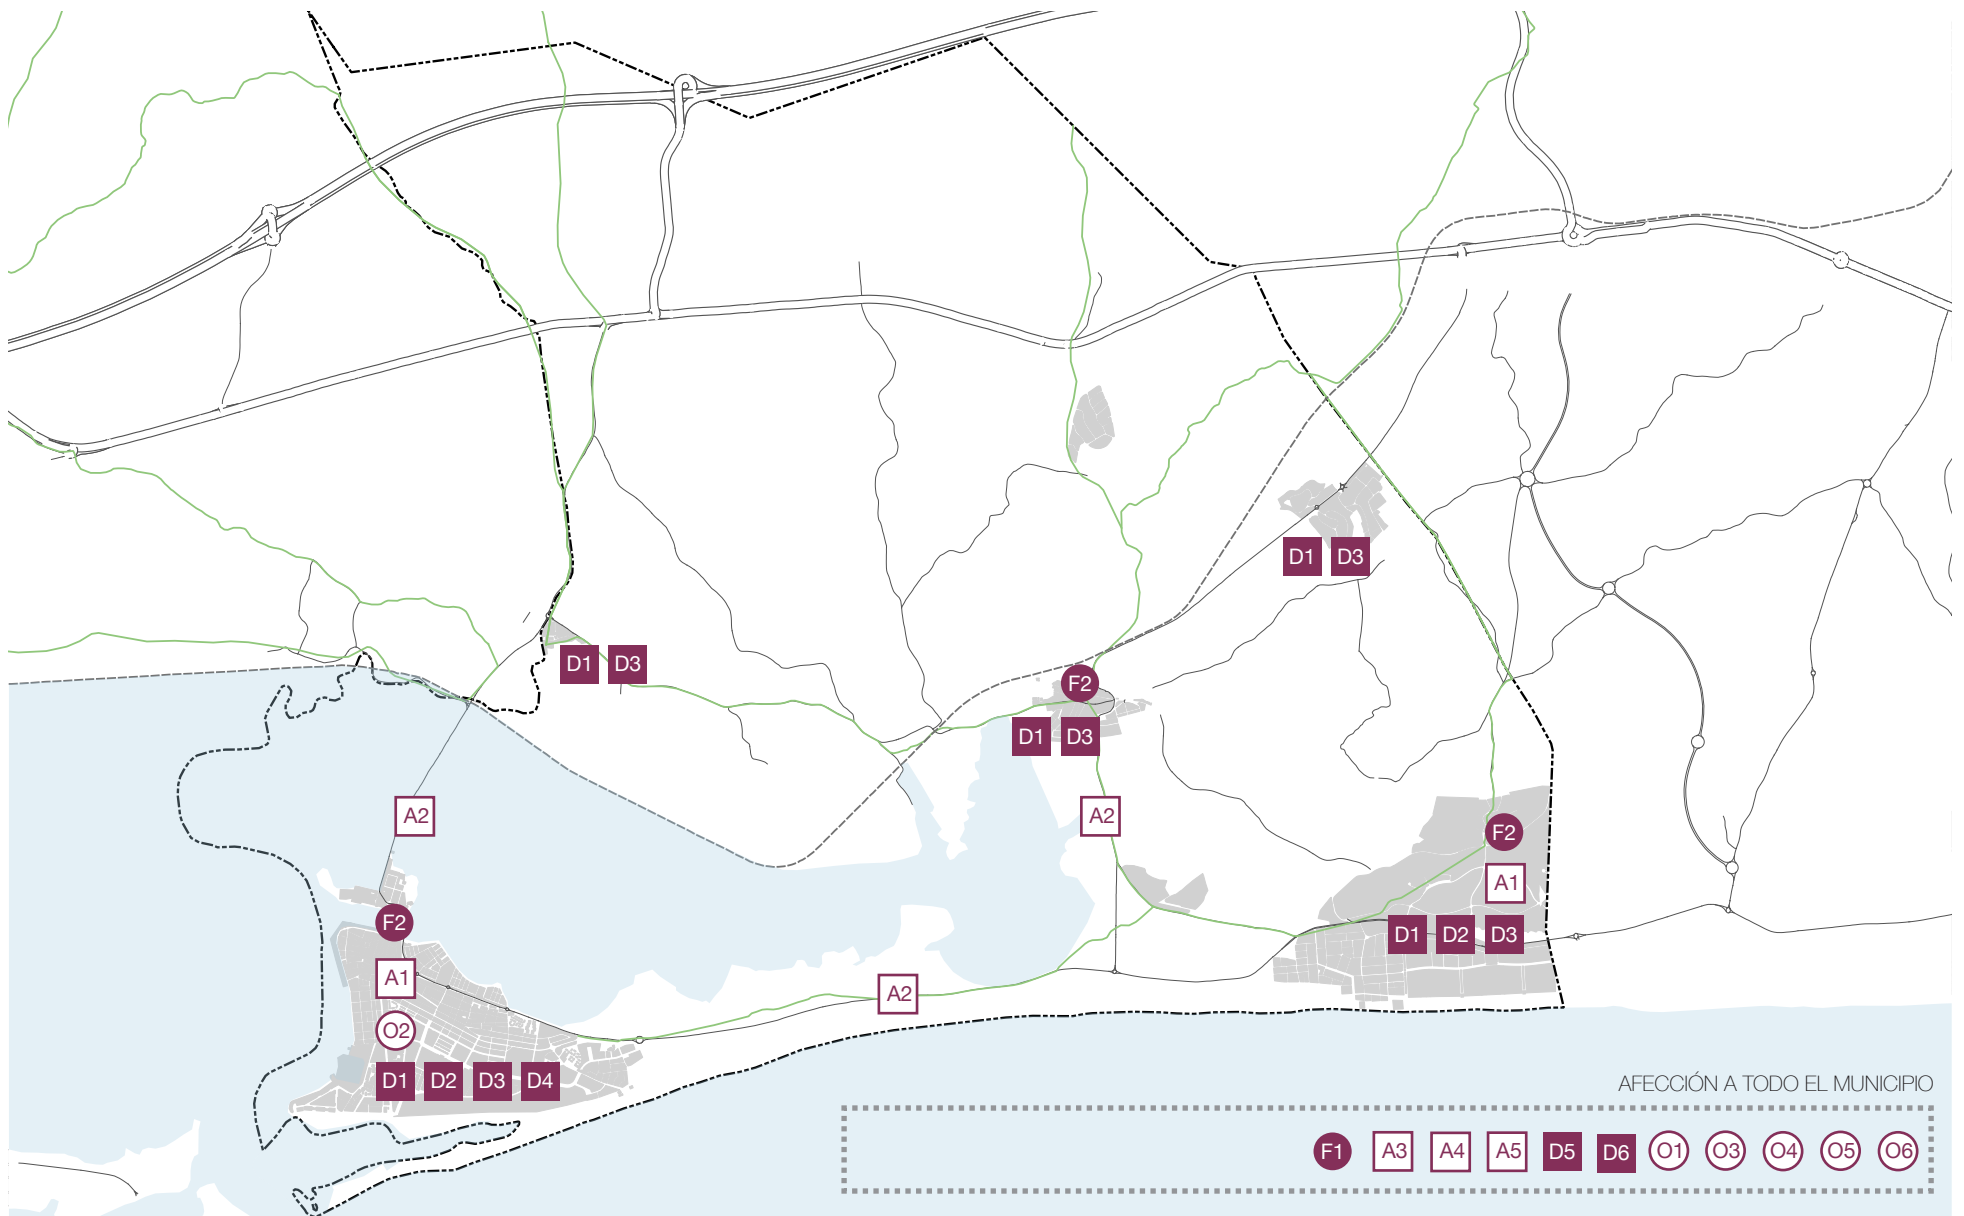 D1 D3
D1 D3
F2
D1 D3
A2
A2
F2
A1
F2
D1 D2 D3
A1
A2
O2
D1 D2 D3 D4
AFECCIÓN A TODO EL MUNICIPIO
F1 A3 A4 A5 D5 D6 O1 O3 O4 O5 O6